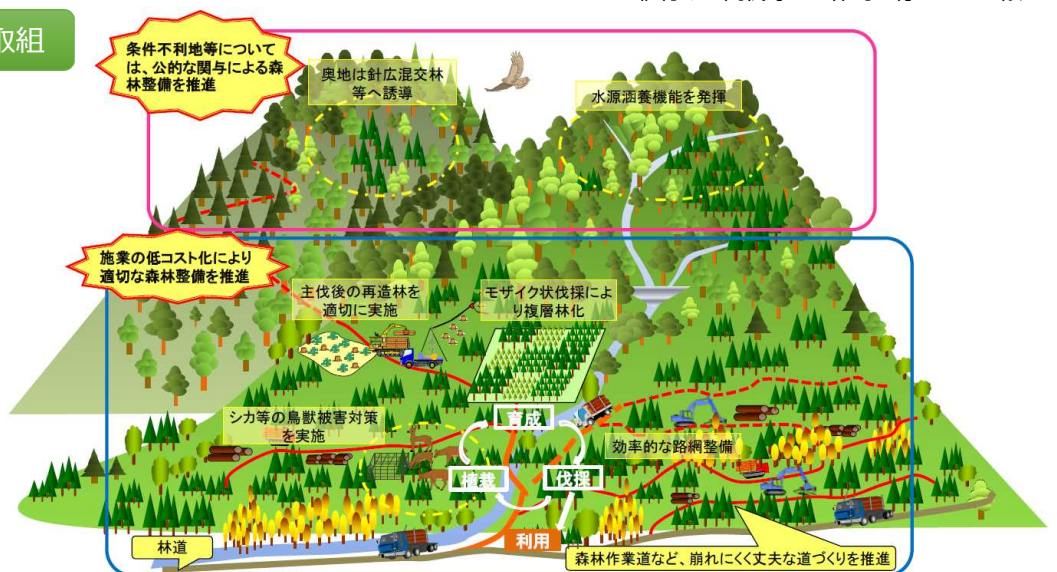 取組
条件不利地等について
は、公的な関与による森
林整備を推進
奥地は針広混交林
等へ誘導
水源涵養機能を発揮
施業の低コスト化により
適切な森林整備を推進
主伐後の再造林を
適切に実施
モザイク状伐採によ
り複層林化
シカ等の鳥獣被害対策
を実施
育成
効率的な路網整備
植栽
伐採
利用
林道
森林作業道など、崩れにくく丈夫な道づくりを推進